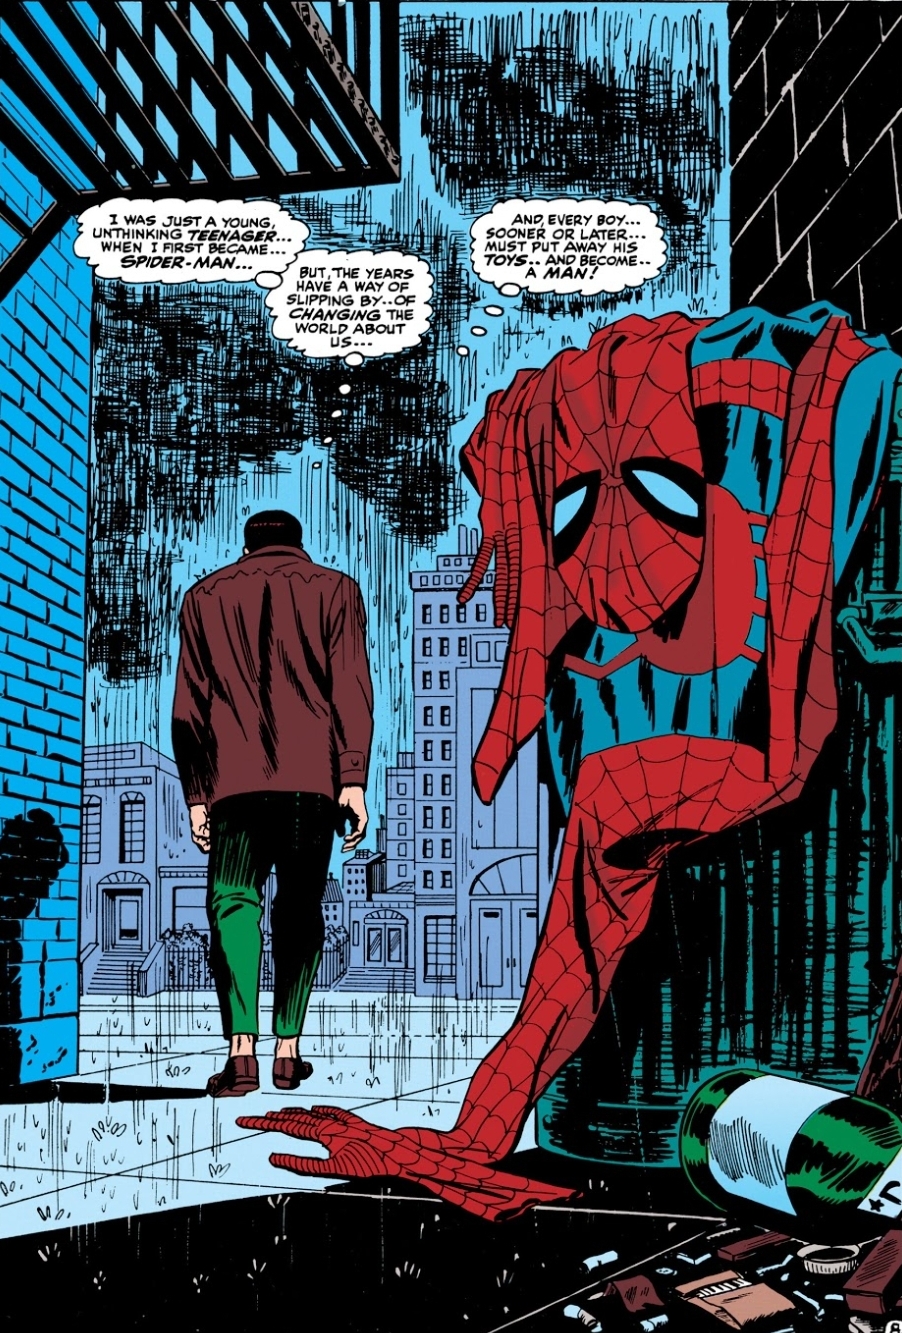 I WAS JUST A YOUNG,
UNTHINKING TEENAGER...
WHEN I FIRST BECAME...
SPIDER-MAN...
BUT, THE YEARS
HAVE A WAY OF
SLIPPING BY..OF
CHANGING THE
WORLD ABOUT
US...
AND, EVERY BOY...
SOONER OR LATER...
MUST PUT AWAY HIS
TOYS.. AND BECOME..
A MAN!
8